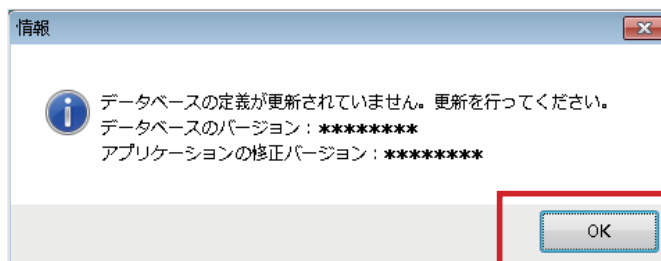 情報
データベースの定義が更新されていません。更新を行ってください。
データベースのバージョン：********
アプリケーションの修正バージョン：********
OK